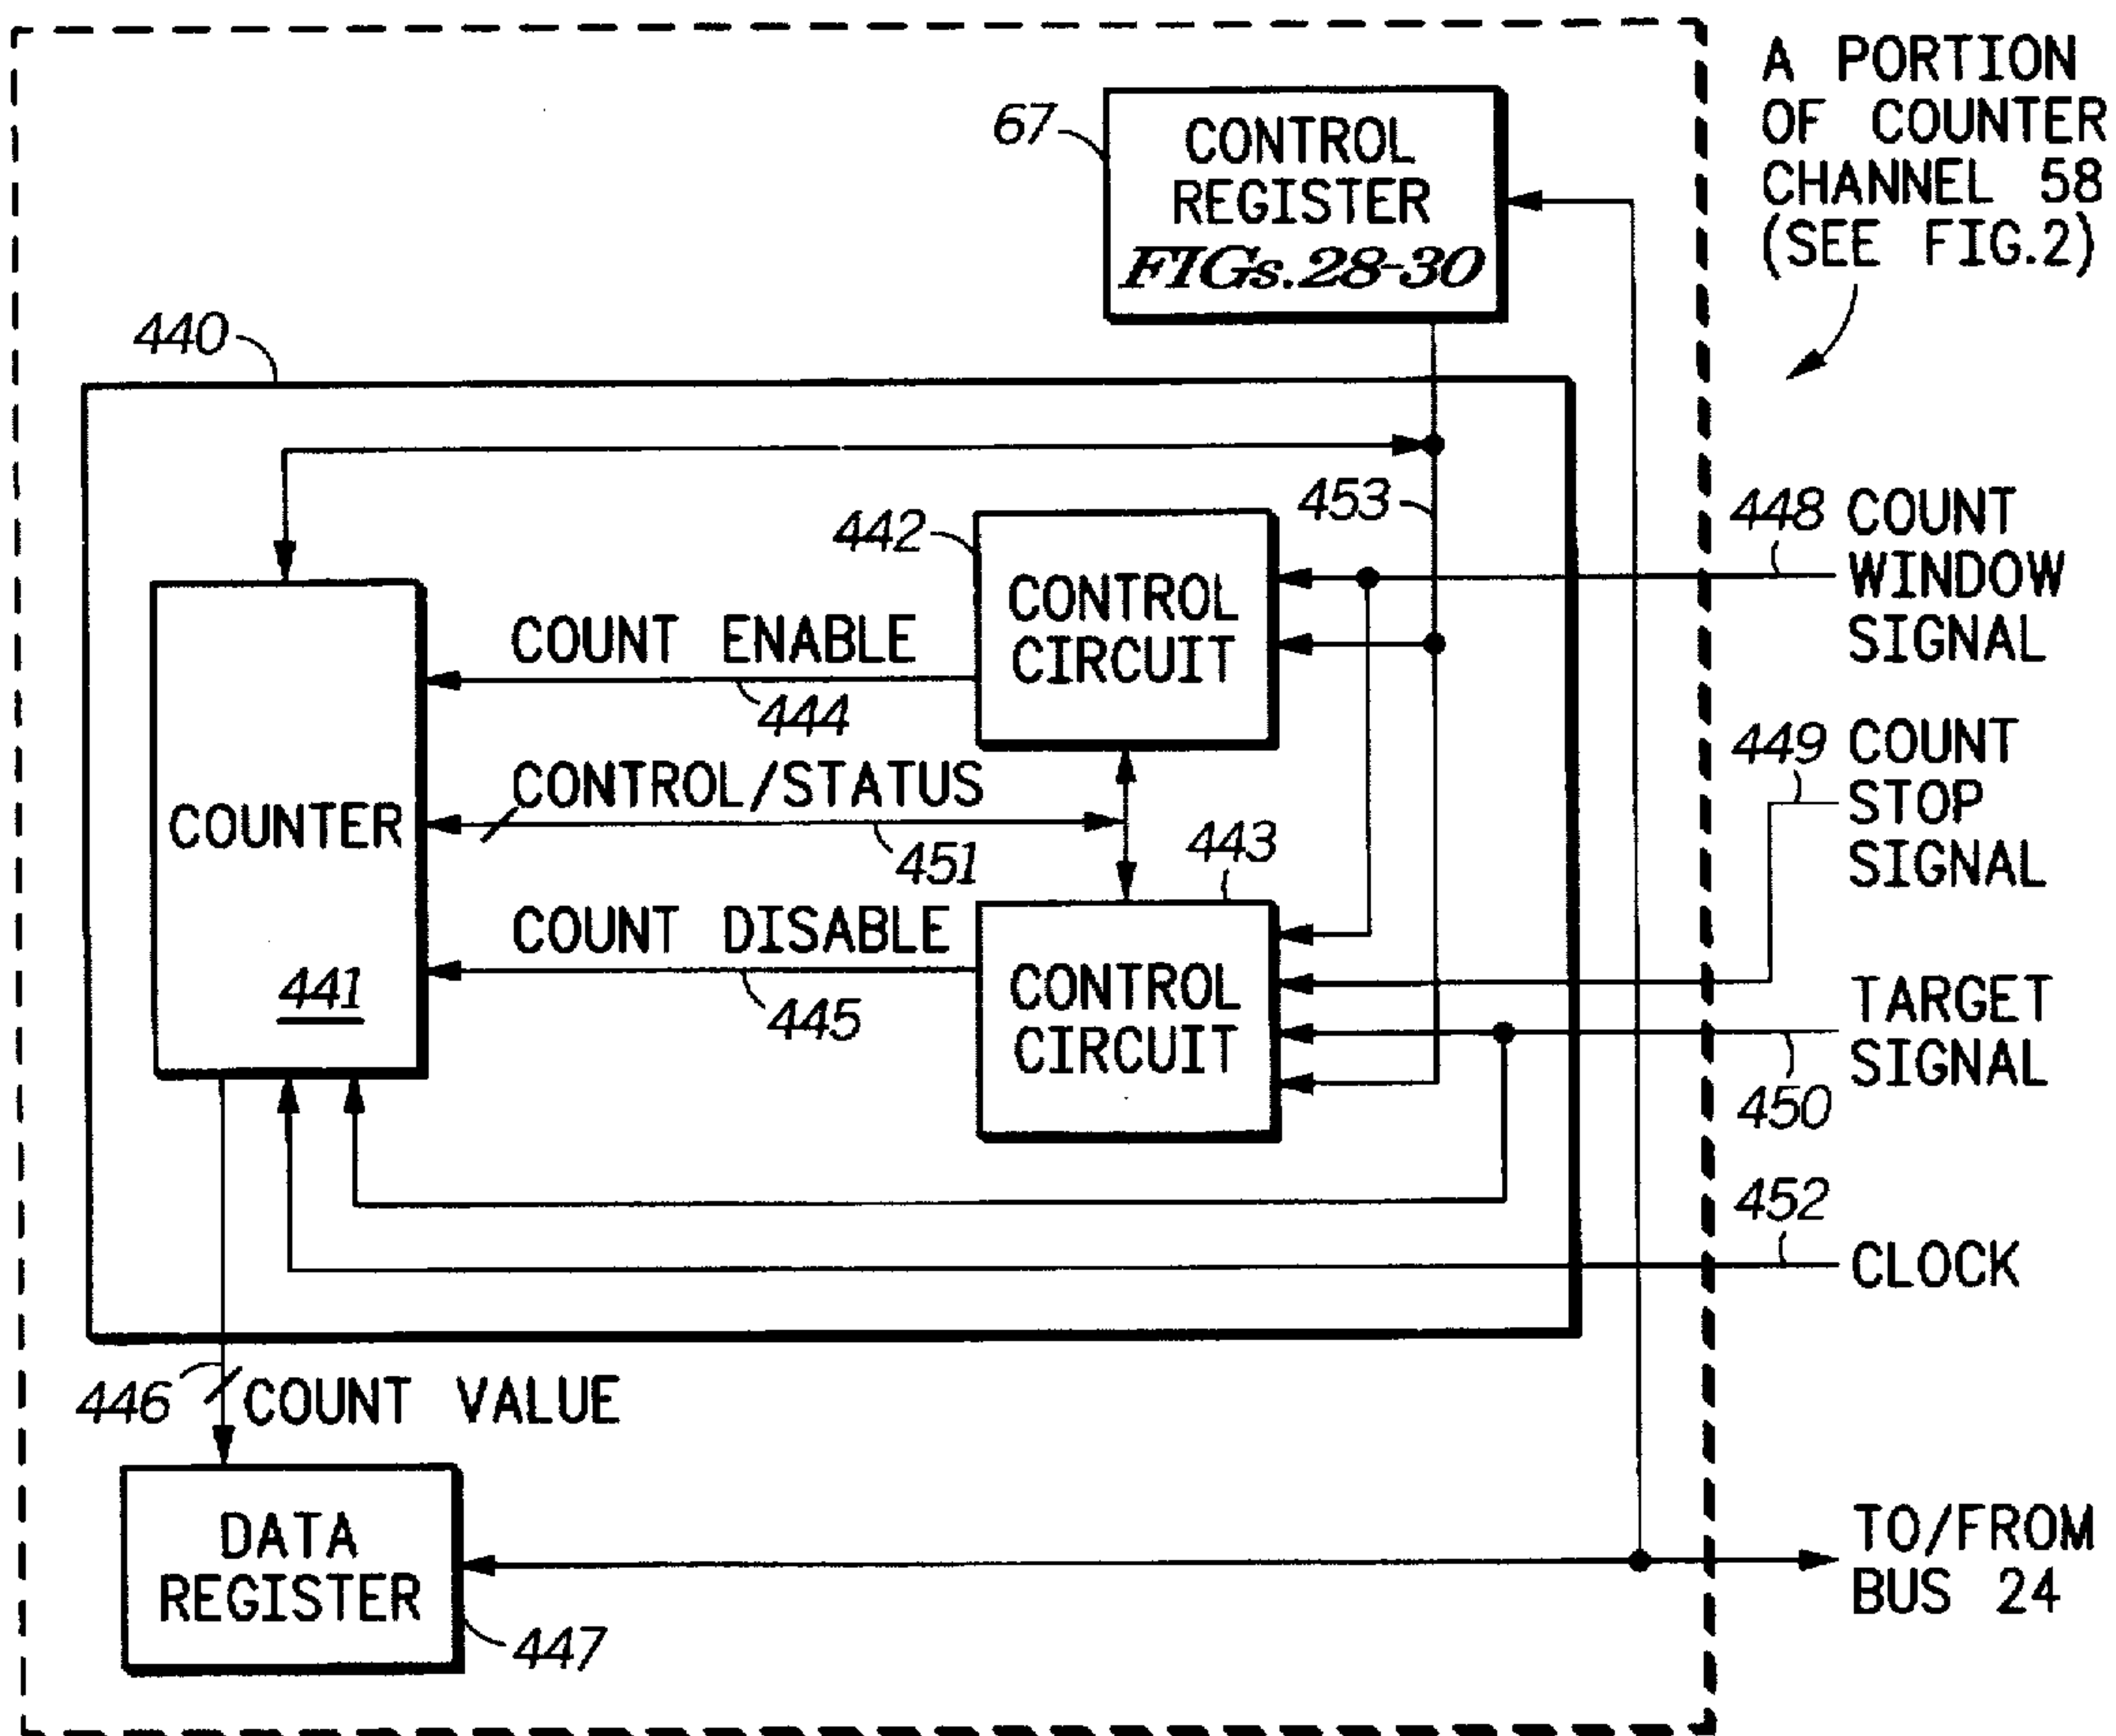 A PORTION
OF COUNTER
CHANNEL 58
(SEE FIG.2)
67
CONTROL
REGISTER
FIGs.28-30
440
453
448
COUNT
WINDOW
SIGNAL
442
CONTROL
CIRCUIT
COUNT ENABLE
444
449
COUNT
STOP
SIGNAL
CONTROL/STATUS
451
COUNTER
441
443
COUNT DISABLE
445
CONTROL
CIRCUIT
TARGET
SIGNAL
450
452
CLOCK
446
COUNT VALUE
DATA
REGISTER
447
TO/FROM
BUS 24